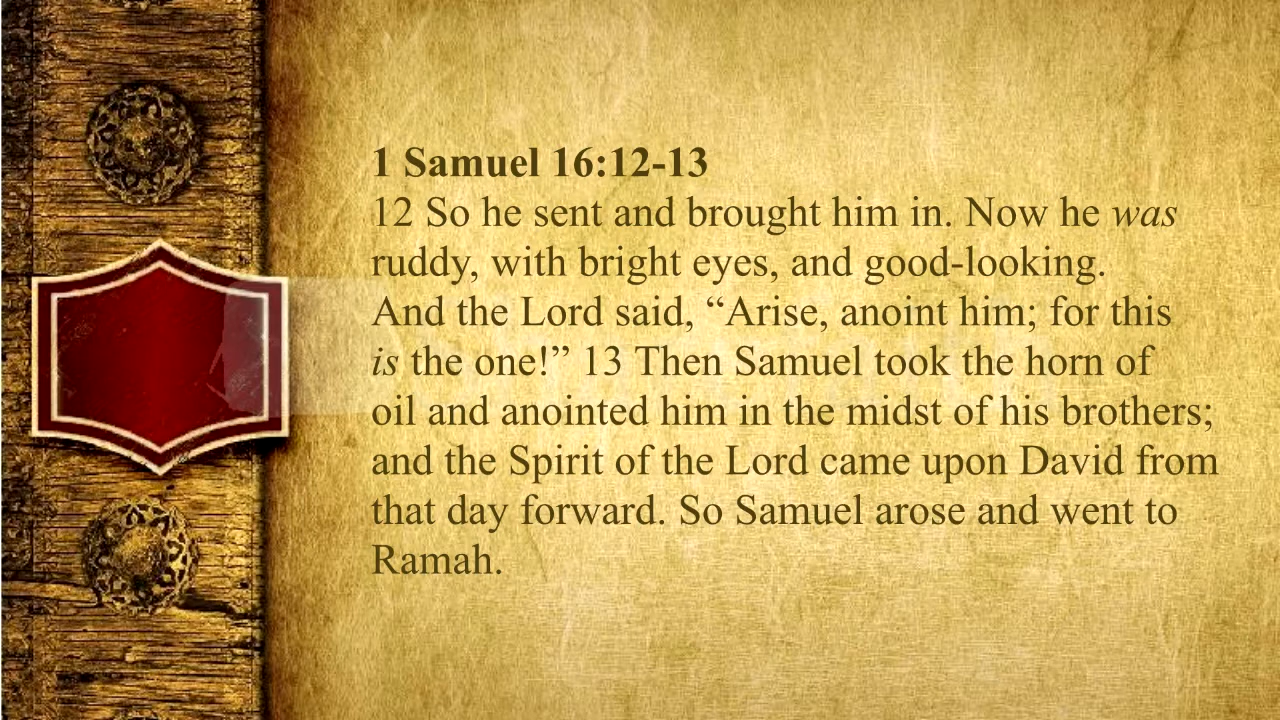 1 Samuel 16:12-13
12 So he sent and brought him in. Now he was
ruddy, with bright eyes, and good-looking.
And the Lord said, “Arise, anoint him; for this
is the one!” 13 Then Samuel took the horn of
oil and anointed him in the midst of his brothers;
and the Spirit of the Lord came upon David from
that day forward. So Samuel arose and went to
Ramah.